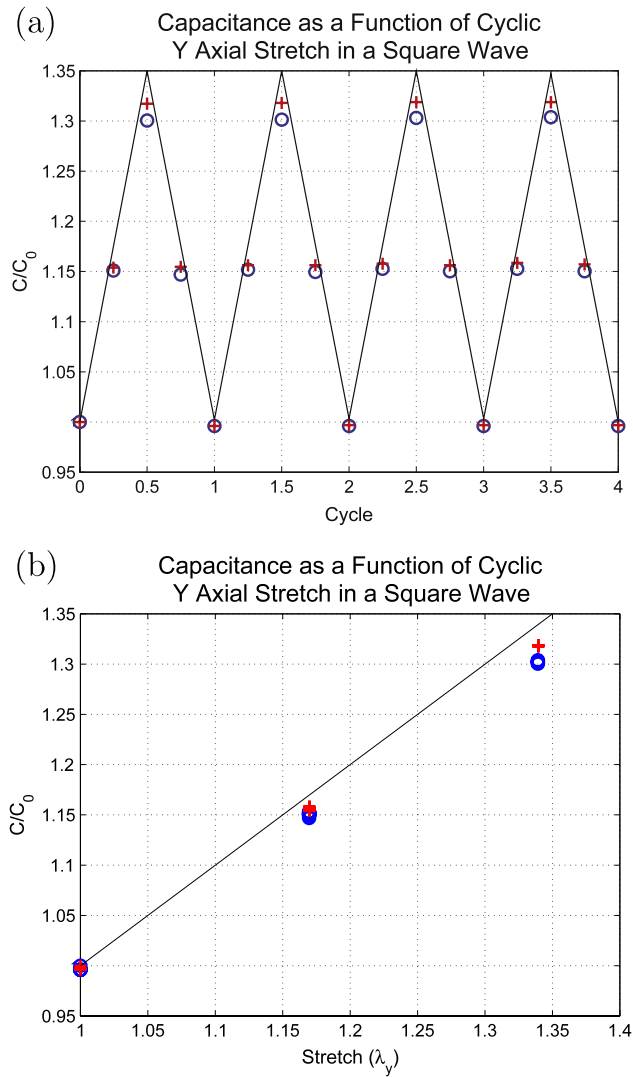 (a)
Capacitance as a Function of Cyclic
Y Axial Stretch in a Square Wave
1.35
1.3
1.25
1.2
1.15
1.1
1.05
0.95
C/C0
0 0.5 1 1.5 2 2.5 3 3.5 4
Cycle
(b)
Capacitance as a Function of Cyclic
Y Axial Stretch in a Square Wave
1.35
1.3
1.25
1.2
1.15
1.1
1.05
0.95
C/C0
1 1.05 1.1 1.15 1.2 1.25 1.3 1.35 1.4
Stretch (λy)